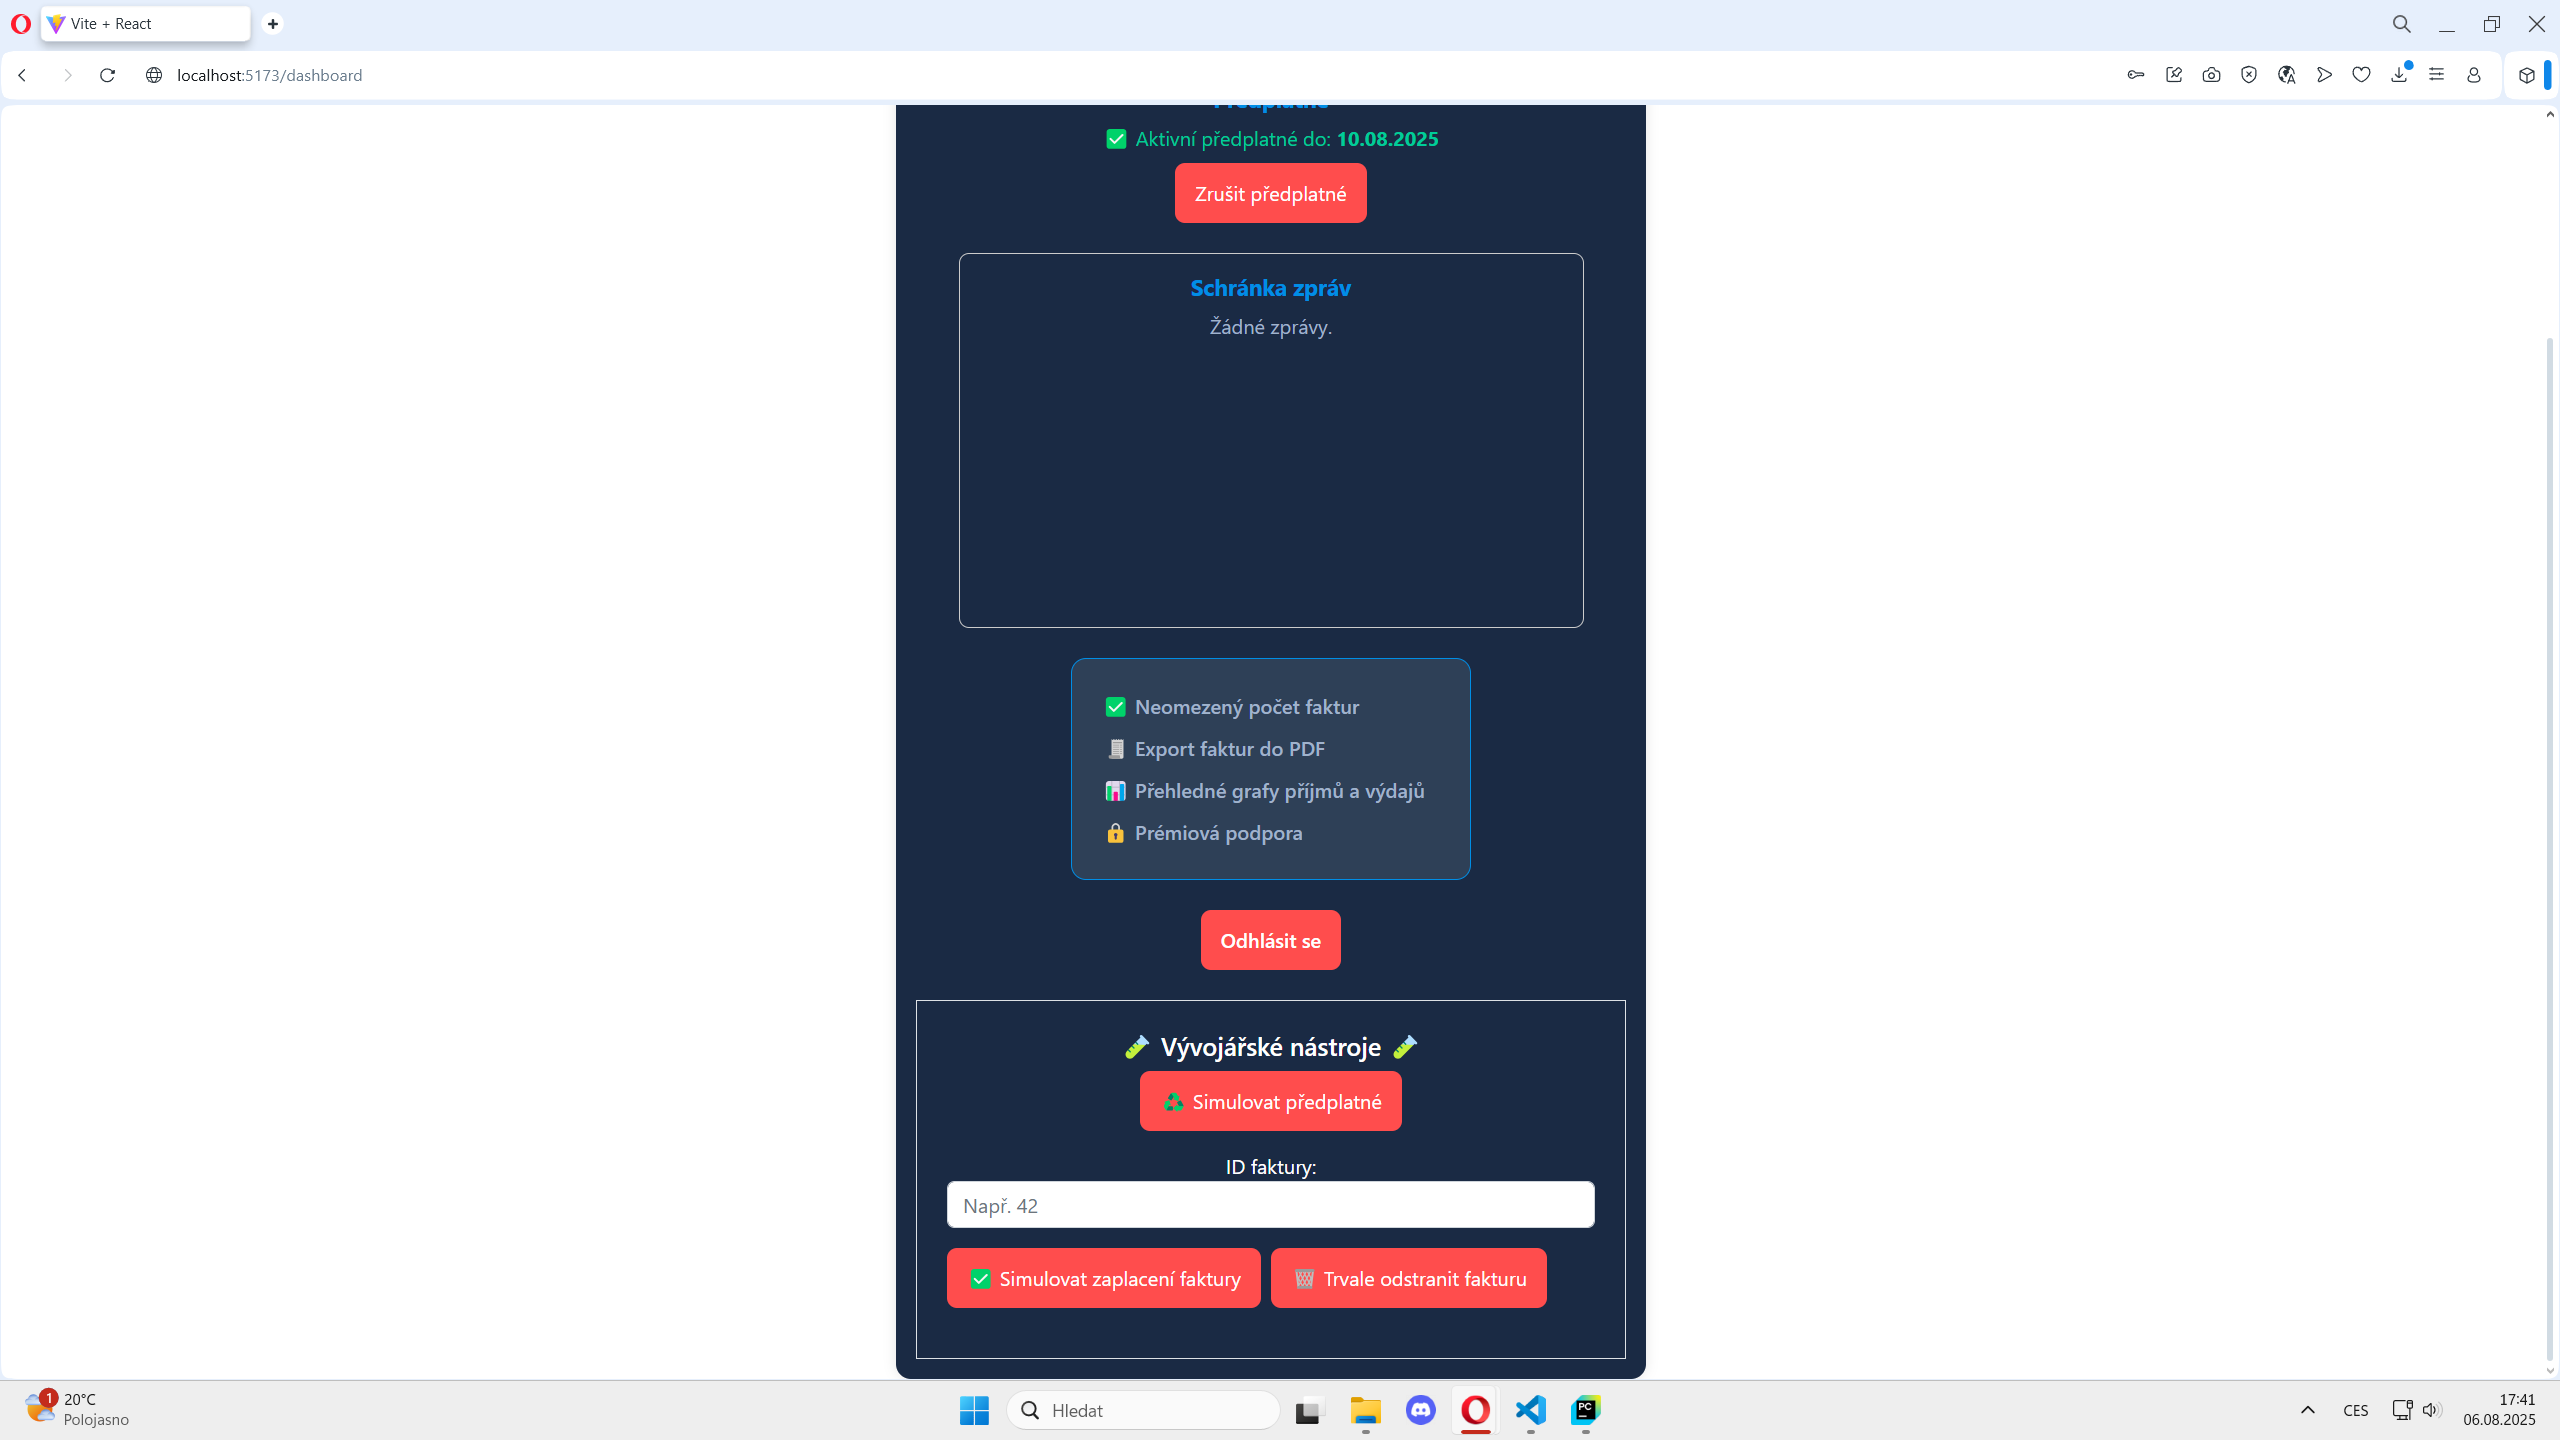 Vite + React
localhost:5173/dashboard
Předplatné
Aktivní předplatné do: 10.08.2025
Zrušit předplatné
Schránka zpráv
Žádné zprávy.
Neomezený počet faktur
Export faktur do PDF
Přehledné grafy příjmů a výdajů
Prémiová podpora
Odhlásit se
Vývojářské nástroje
Simulovat předplatné
ID faktury:
Např. 42
Simulovat zaplacení faktury
Trvale odstranit fakturu
1
20°C
Polojasno
Hledat
PC
CES
17:41
06.08.2025